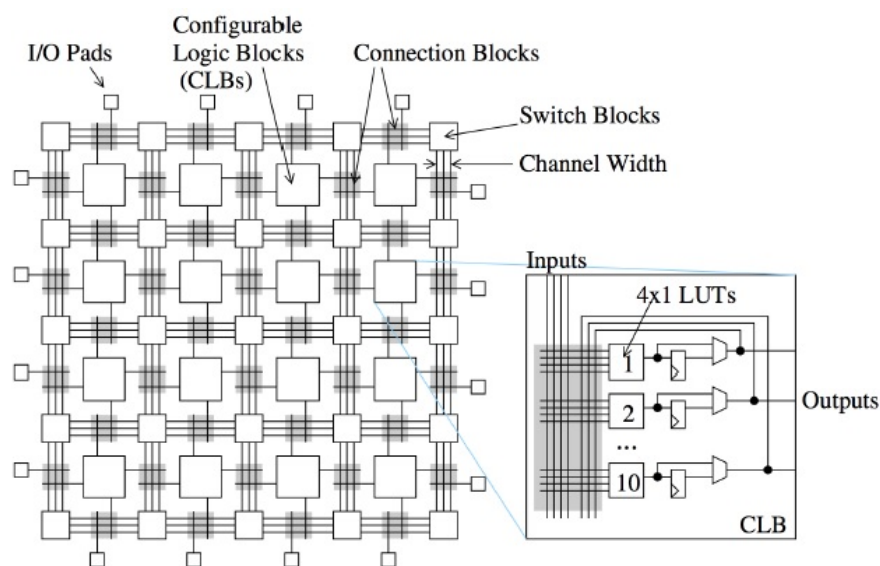 Configurable
Logic Blocks
(CLBs)
I/O Pads
Connection Blocks
Switch Blocks
Channel Width
Inputs
4x1 LUTs
1
2
...
10
Outputs
CLB